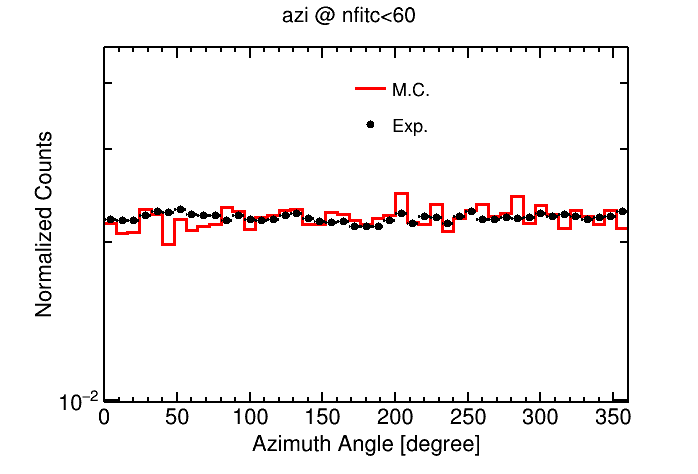 azi @ nfitc<60
M.C.
Exp.
Normalized Counts
10⁻²
0 50 100 150 200 250 300 350
Azimuth Angle [degree]